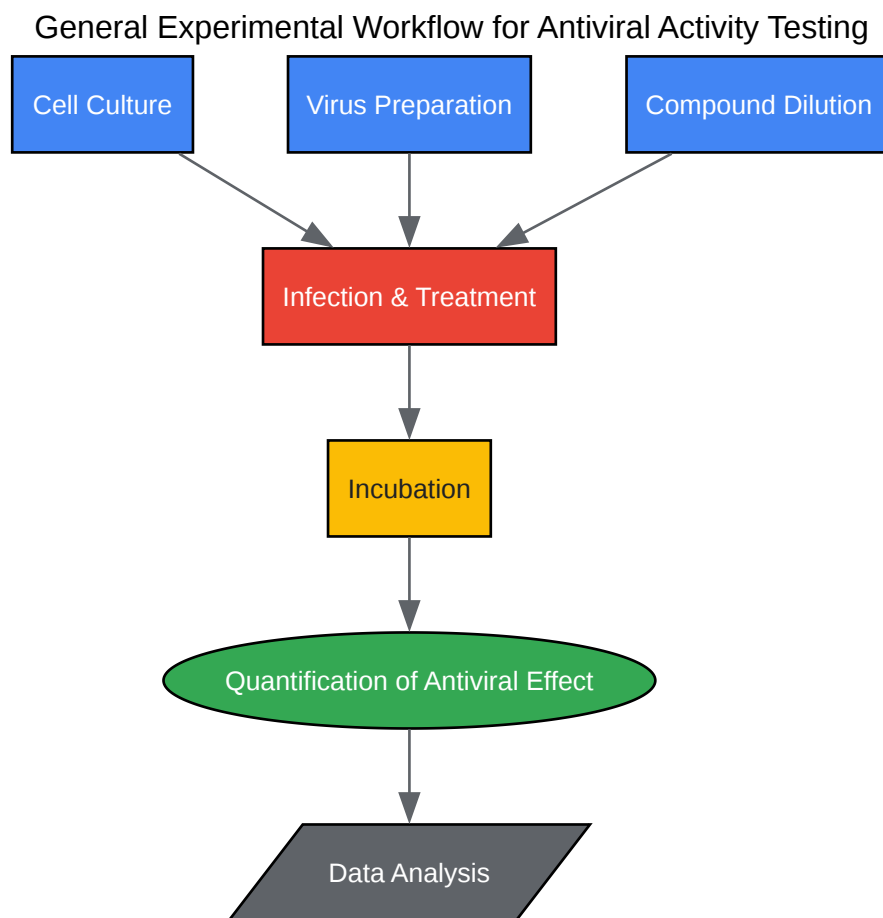 General Experimental Workflow for Antiviral Activity Testing
Cell Culture
Virus Preparation
Compound Dilution
Infection & Treatment
Incubation
Quantification of Antiviral Effect
Data Analysis